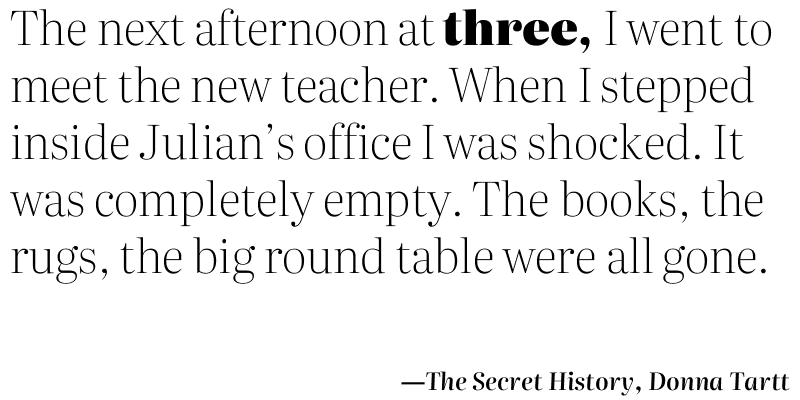 The next afternoon at three, I went to
meet the new teacher. When I stepped
inside Julian’s office I was shocked. It
was completely empty. The books, the
rugs, the big round table were all gone.
—The Secret History, Donna Tartt